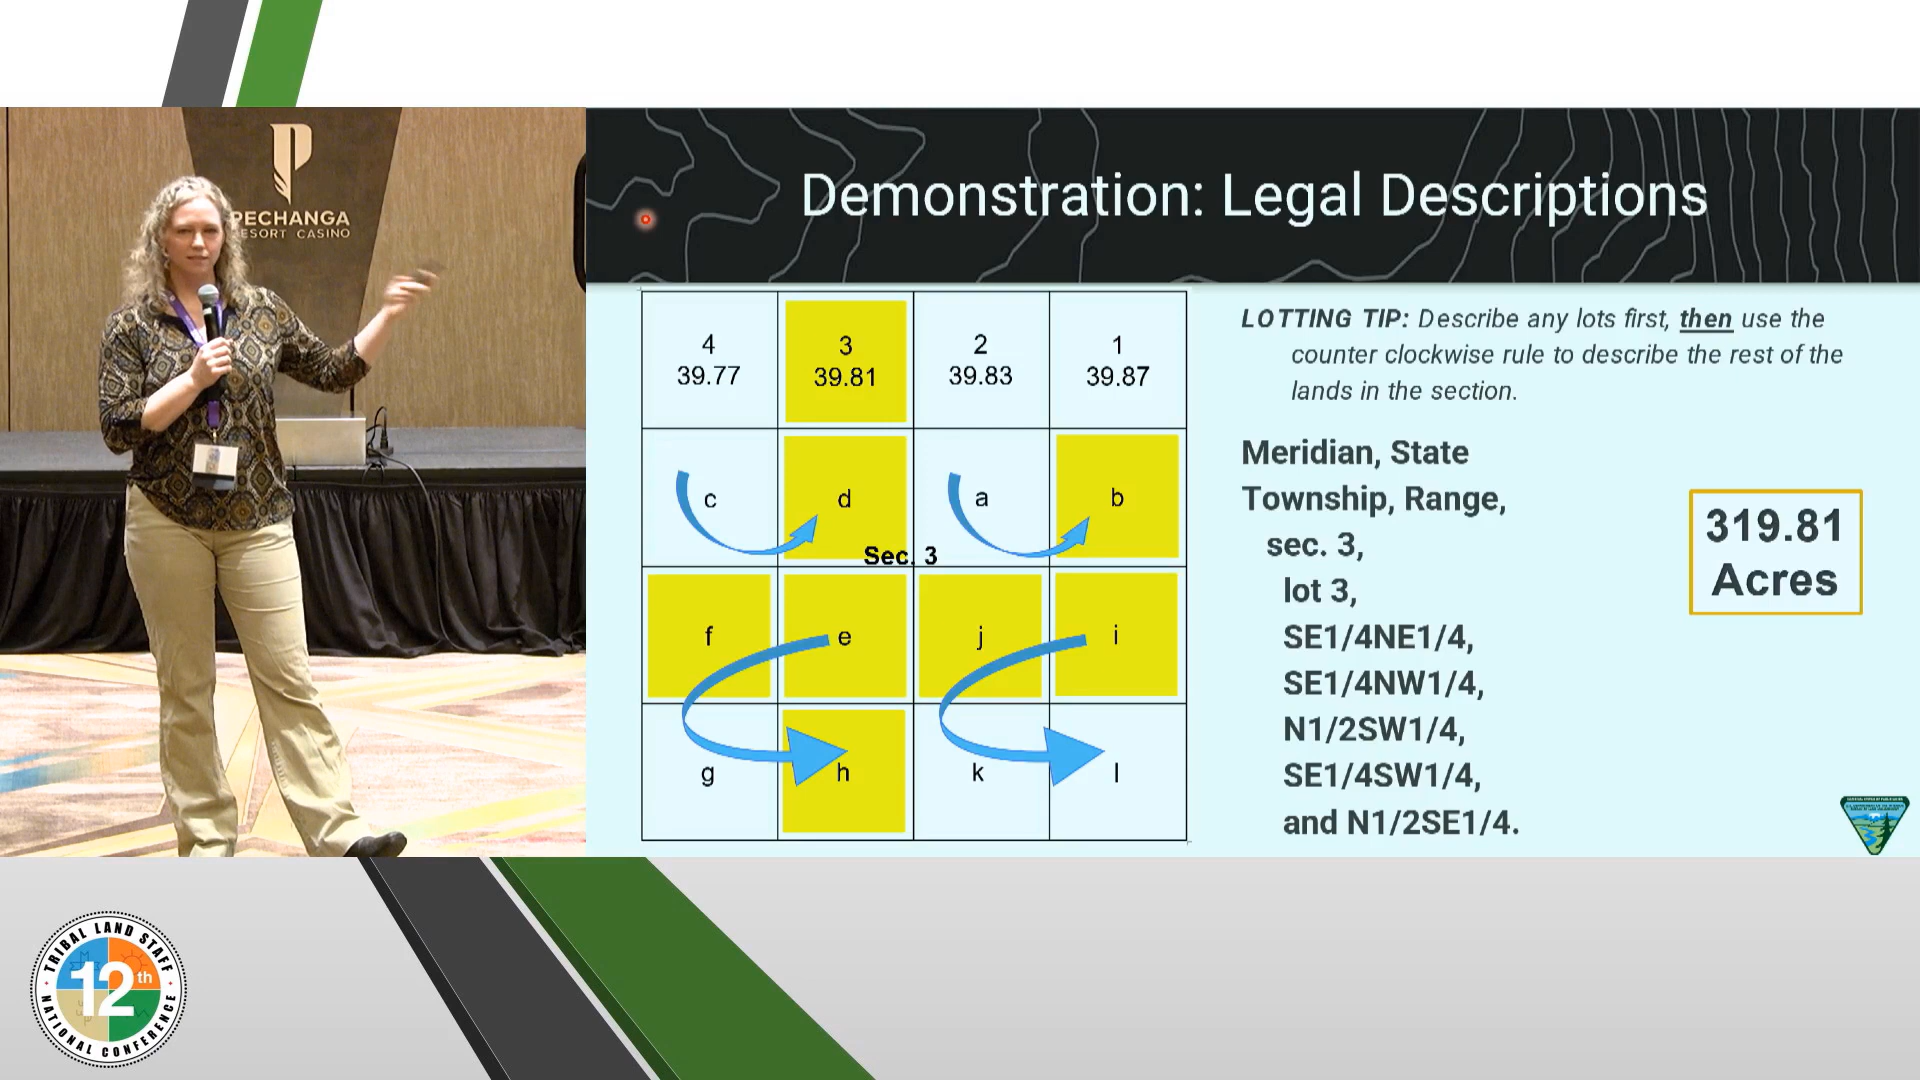 PECHANGA
RESORT CASINO
Demonstration: Legal Descriptions
4
39.77
3
39.81
2
39.83
1
39.87
c
d
a
b
Sec. 3
f
e
j
i
g
h
k
l
LOTTING TIP: Describe any lots first, then use the
counter clockwise rule to describe the rest of the
lands in the section.
Meridian, State
Township, Range,
sec. 3,
lot 3,
SE1/4NE1/4,
SE1/4NW1/4,
N1/2SW1/4,
SE1/4SW1/4,
and N1/2SE1/4.
319.81
Acres
TRIBAL LAND STAFF
12th
NATIONAL CONFERENCE